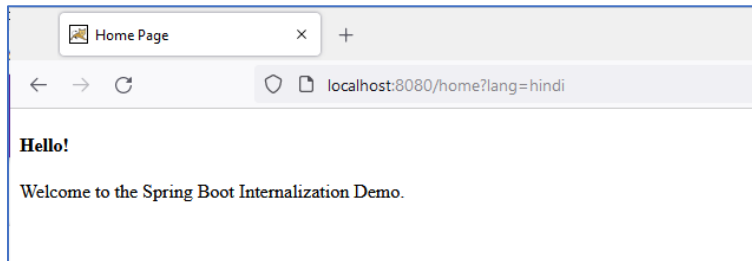 Home Page
localhost:8080/home?lang=hindi
Hello!
Welcome to the Spring Boot Internalization Demo.